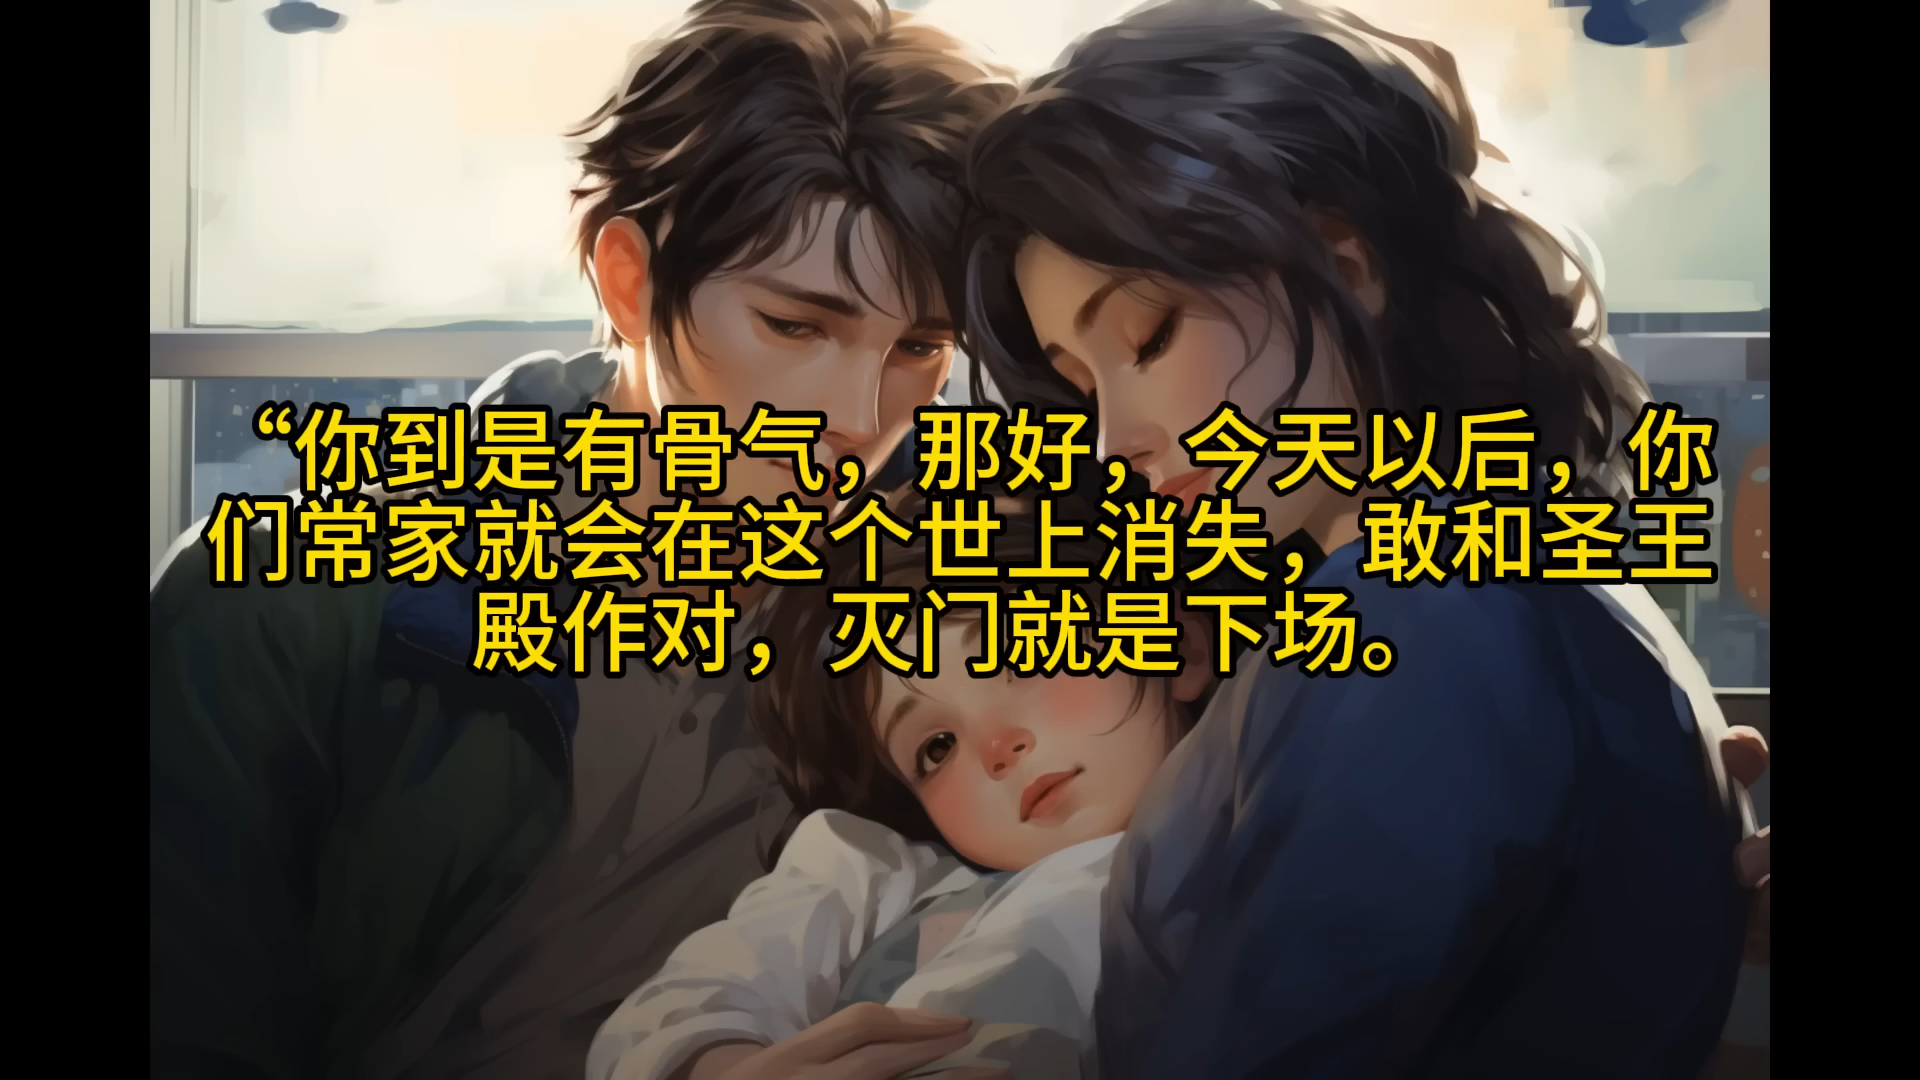 “你到是有骨气，那好，今天以后，你
们常家就会在这个世上消失，敢和圣王
殿作对，灭门就是下场。